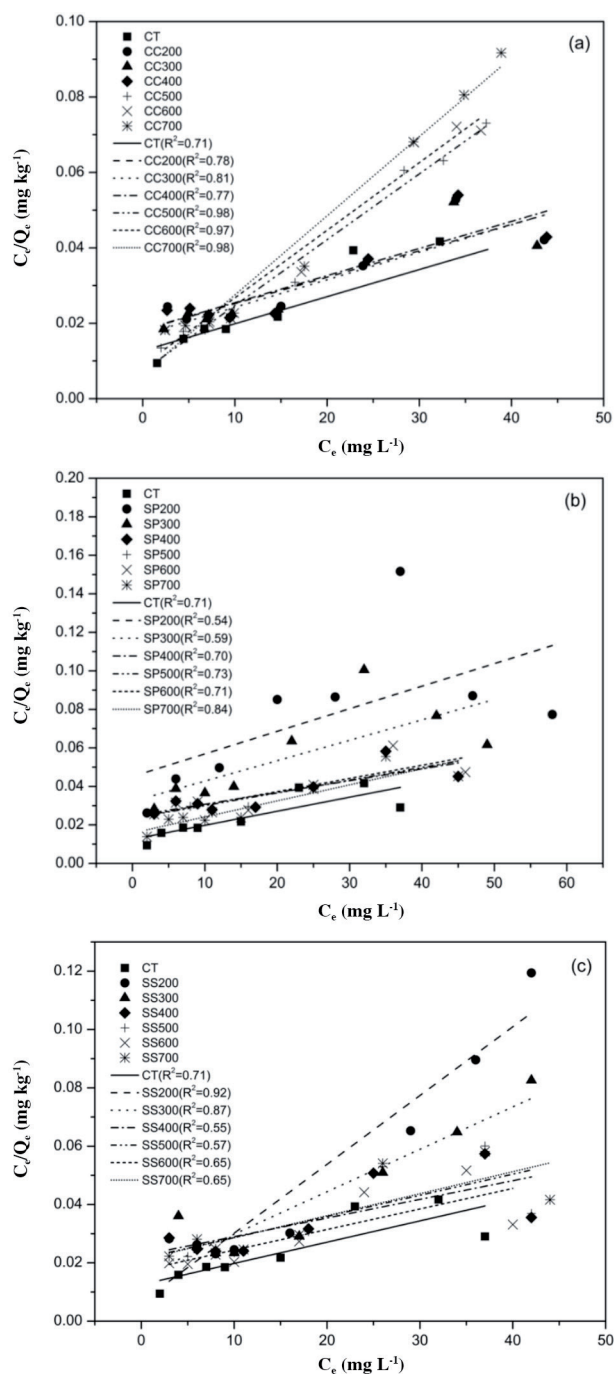 (a)
CT
CC200
CC300
CC400
CC500
CC600
CC700
CT(R²=0.71)
CC200(R²=0.78)
CC300(R²=0.81)
CC400(R²=0.77)
CC500(R²=0.98)
CC600(R²=0.97)
CC700(R²=0.98)
0.10
0.08
0.06
0.04
0.02
0.00
Cₑ/Qₑ (mg kg⁻¹)
0 10 20 30 40 50
Cₑ (mg L⁻¹)
(b)
CT
SP200
SP300
SP400
SP500
SP600
SP700
CT(R²=0.71)
SP200(R²=0.54)
SP300(R²=0.59)
SP400(R²=0.70)
SP500(R²=0.73)
SP600(R²=0.71)
SP700(R²=0.84)
0.20
0.18
0.16
0.14
0.12
0.10
0.08
0.06
0.04
0.02
0.00
Cₑ/Qₑ (mg kg⁻¹)
0 10 20 30 40 50 60
Cₑ (mg L⁻¹)
(c)
CT
SS200
SS300
SS400
SS500
SS600
SS700
CT(R²=0.71)
SS200(R²=0.92)
SS300(R²=0.87)
SS400(R²=0.55)
SS500(R²=0.57)
SS600(R²=0.65)
SS700(R²=0.65)
0.12
0.10
0.08
0.06
0.04
0.02
0.00
Cₑ/Qₑ (mg kg⁻¹)
0 10 20 30 40 50
Cₑ (mg L⁻¹)